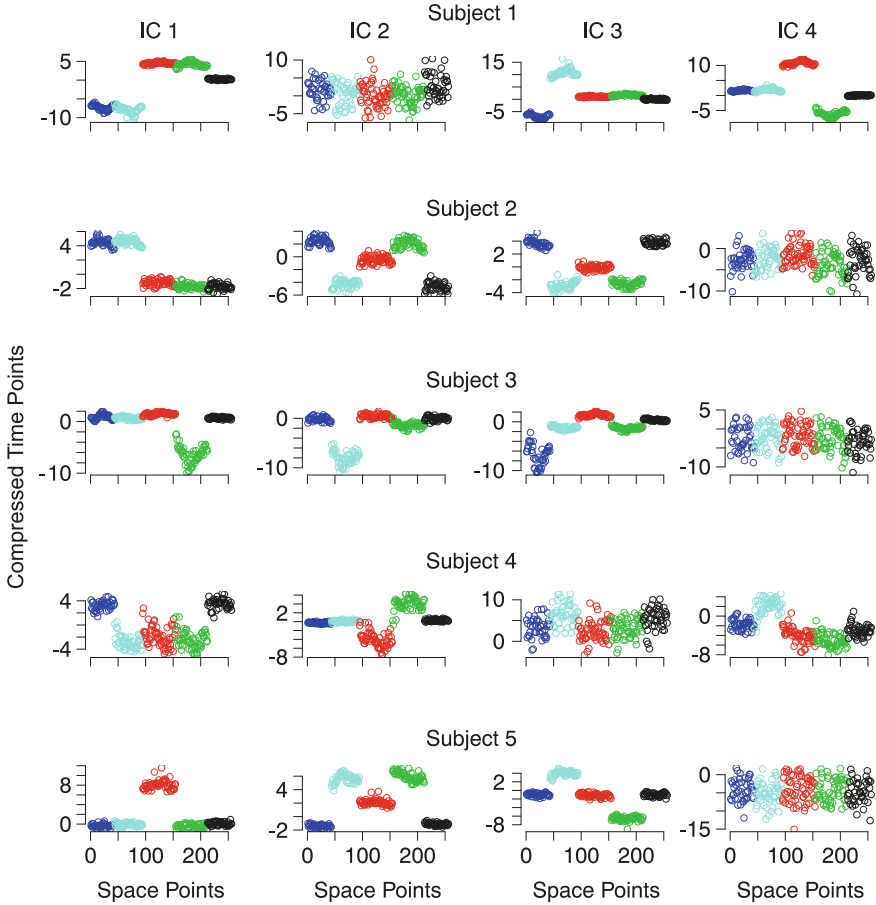 Subject 1
IC 1 IC 2 IC 3 IC 4
5 10 15 10
-10 -5 -5 -5
Subject 2
4 0 2 0
-2 -6 -4 -10
Subject 3
0 0 0 5
-10 -10 -10 -10
Subject 4
4 2 10 0
-4 -8 0 -8
Subject 5
8 4 2 0
0 -2 -8 -15
0 100 200 0 100 200 0 100 200 0 100 200
Space Points Space Points Space Points Space Points
Compressed Time Points